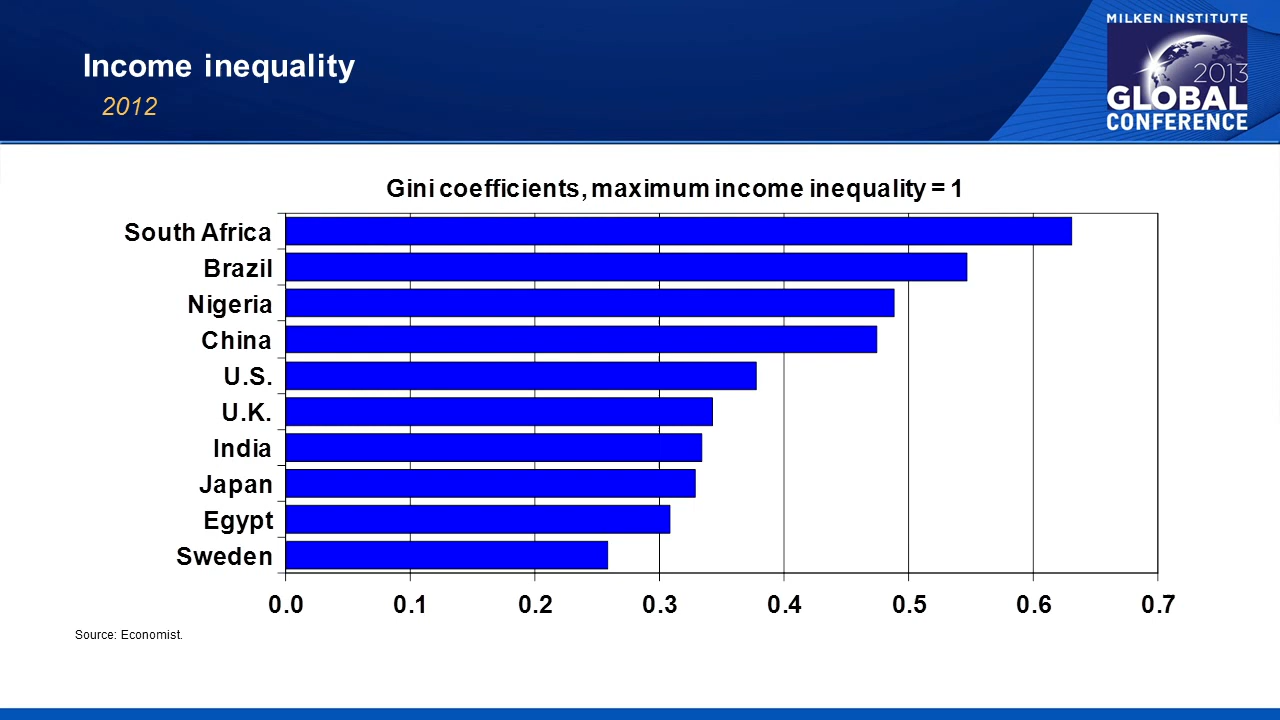 MILKEN INSTITUTE
2013
GLOBAL
CONFERENCE
Income inequality
2012
Gini coefficients, maximum income inequality = 1
South Africa
Brazil
Nigeria
China
U.S.
U.K.
India
Japan
Egypt
Sweden
0.0 0.1 0.2 0.3 0.4 0.5 0.6 0.7
Source: Economist.